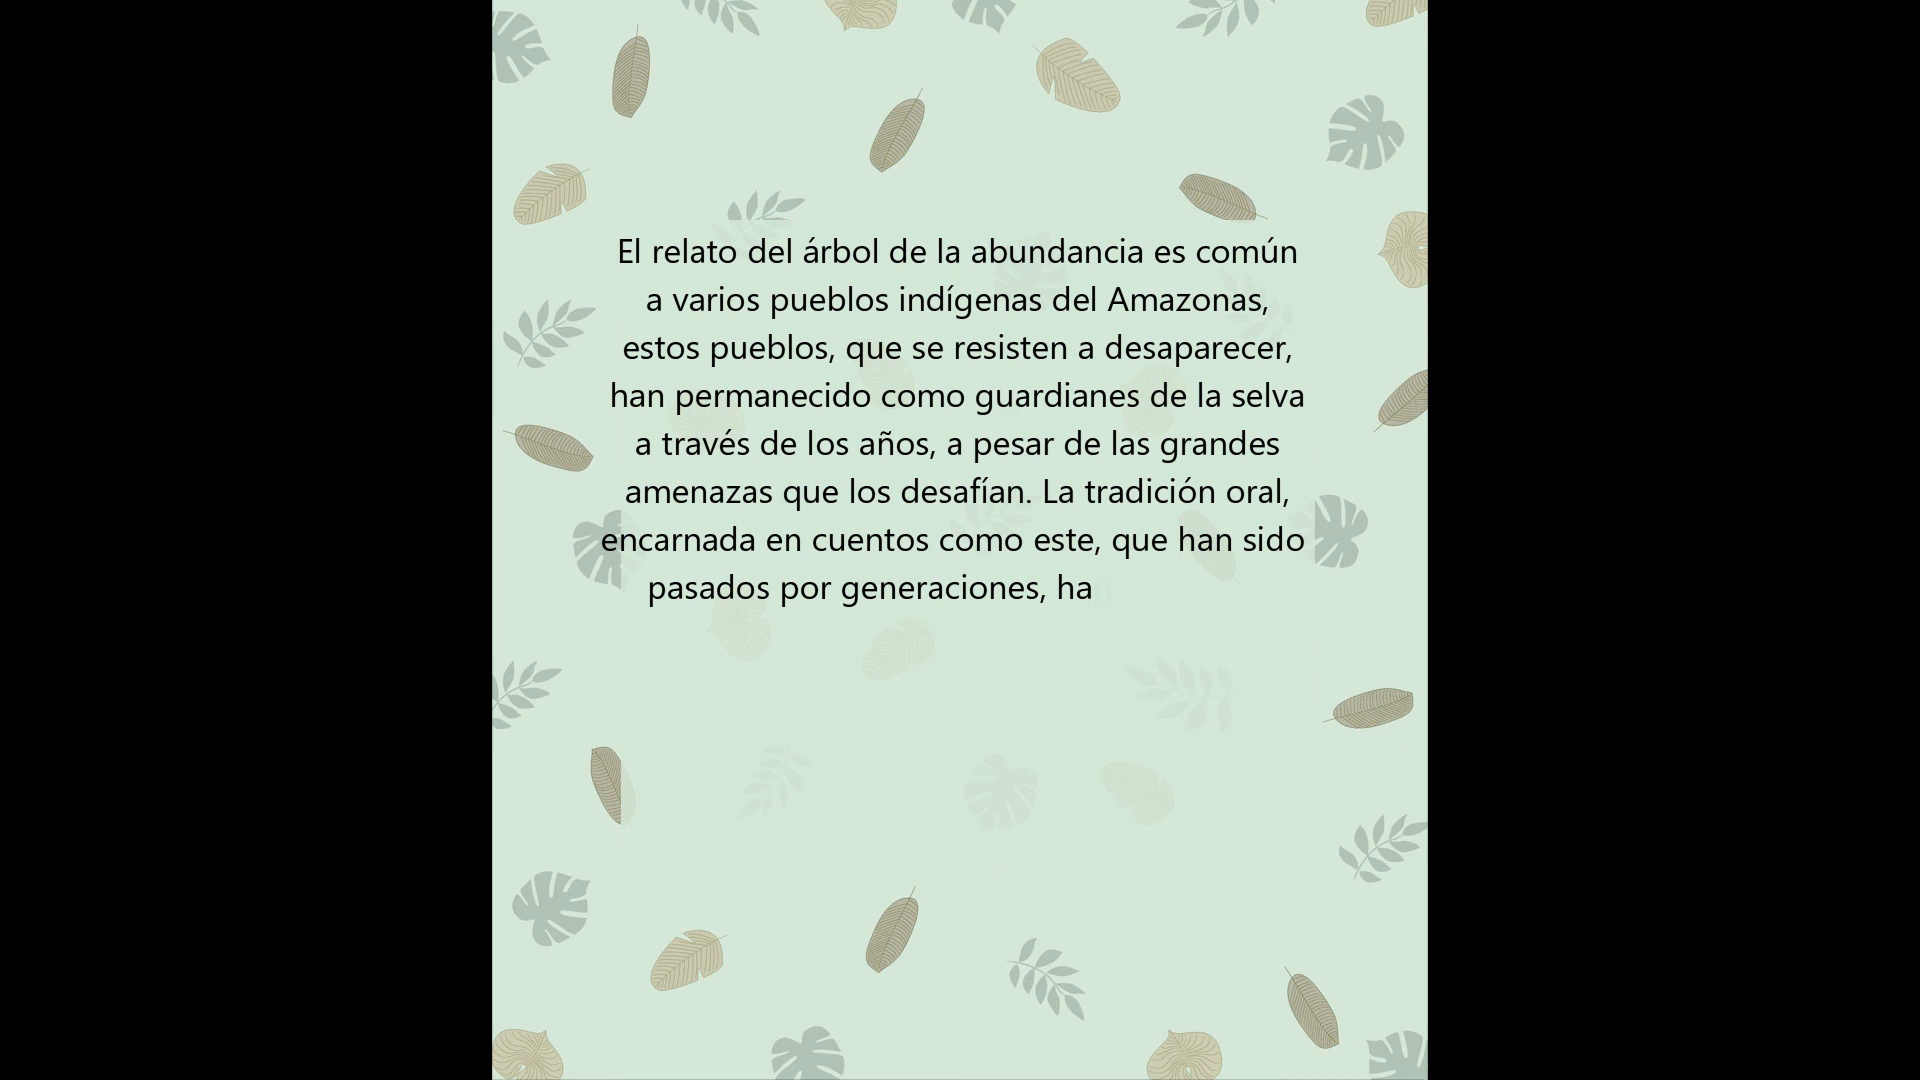 El relato del árbol de la abundancia es común
a varios pueblos indígenas del Amazonas,
estos pueblos, que se resisten a desaparecer,
han permanecido como guardianes de la selva
a través de los años, a pesar de las grandes
amenazas que los desafían. La tradición oral,
encarnada en cuentos como este, que han sido
pasados por generaciones, ha